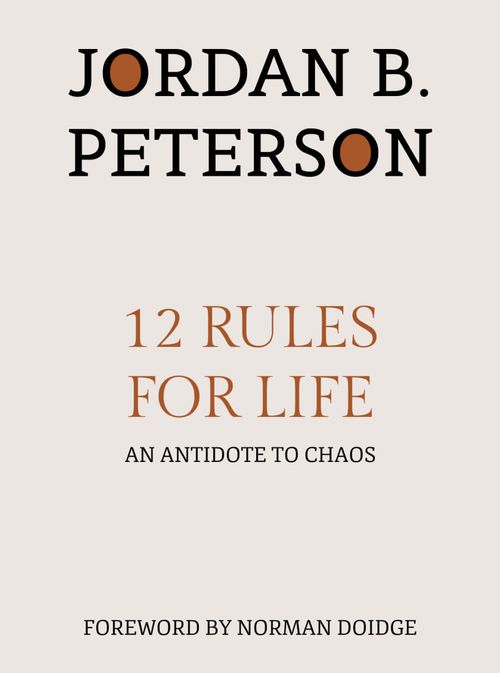 JORDAN B.
PETERSON
12 RULES
FOR LIFE
AN ANTIDOTE TO CHAOS
FOREWORD BY NORMAN DOIDGE